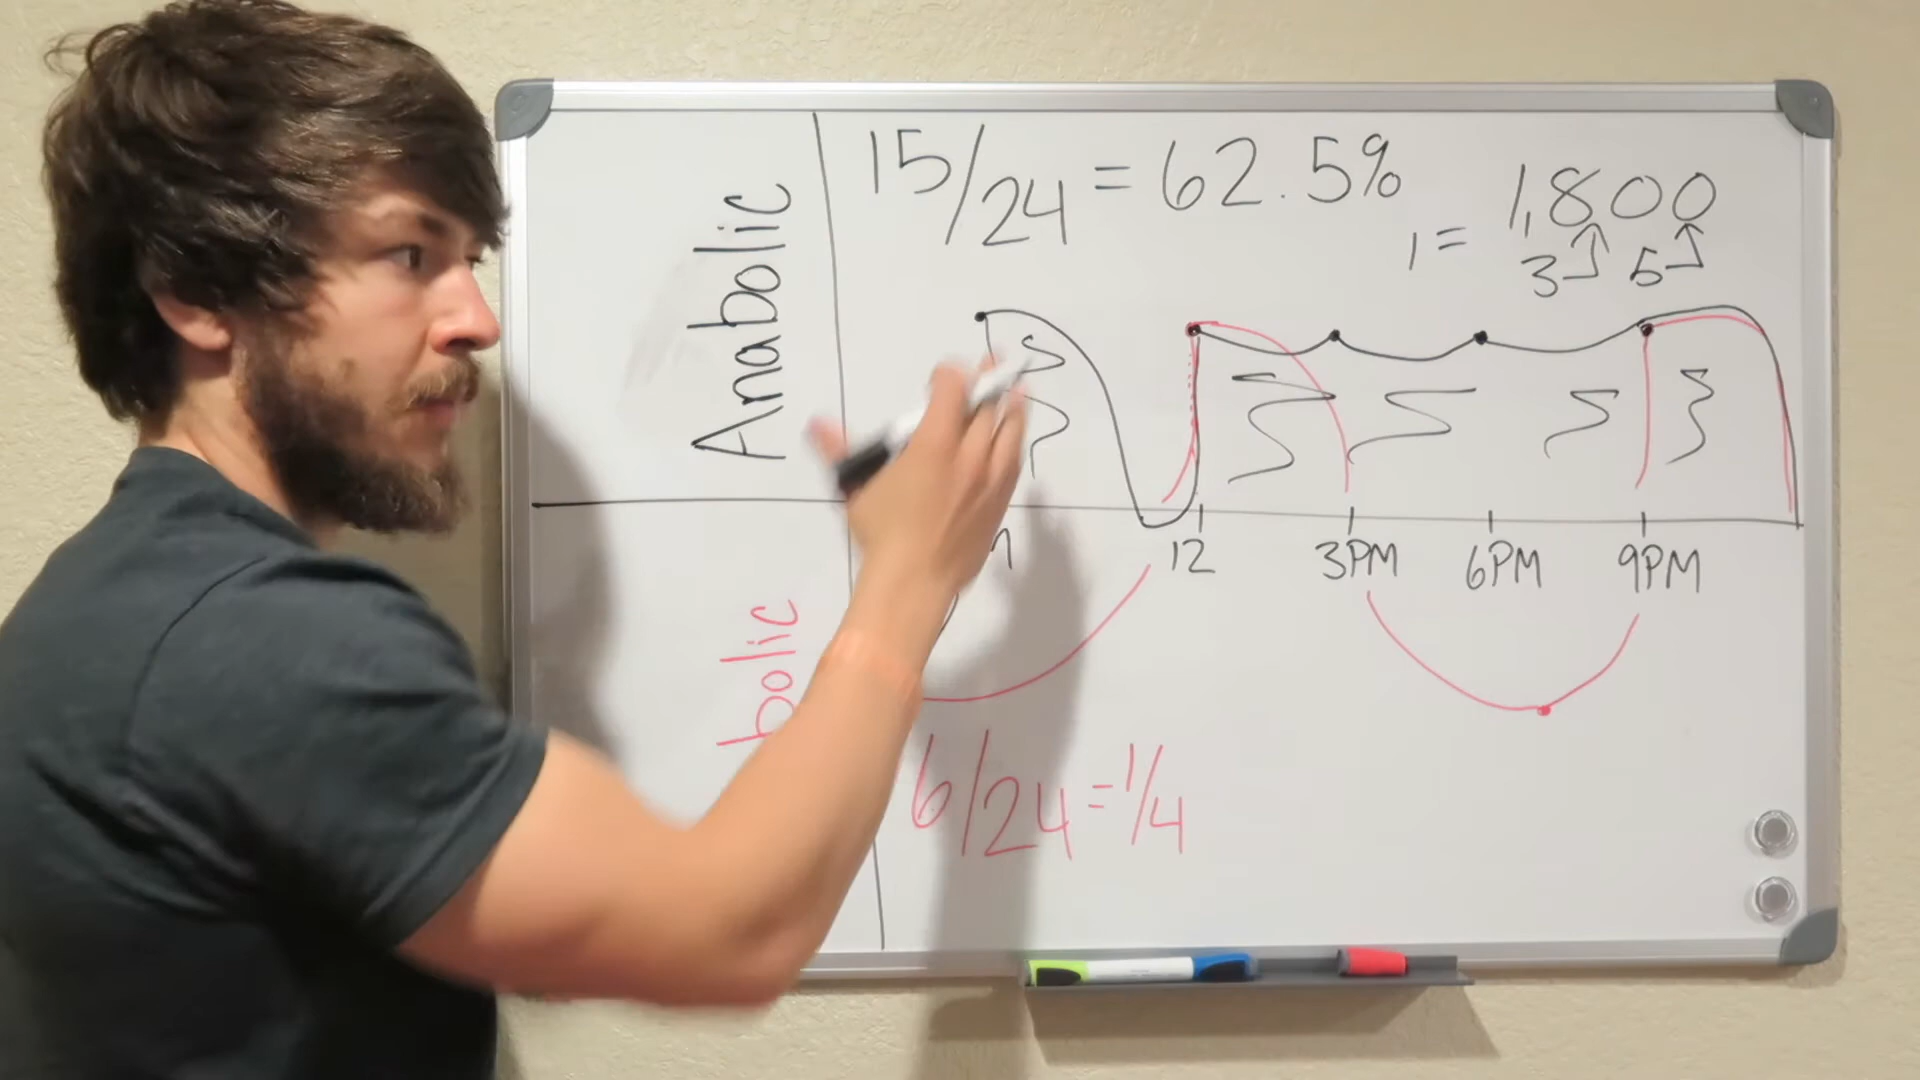 15/24 = 62.5%
1 = 1,800
3 5
Anabolic
12 3PM 6PM 9PM
bolic
6/24 = 1/4